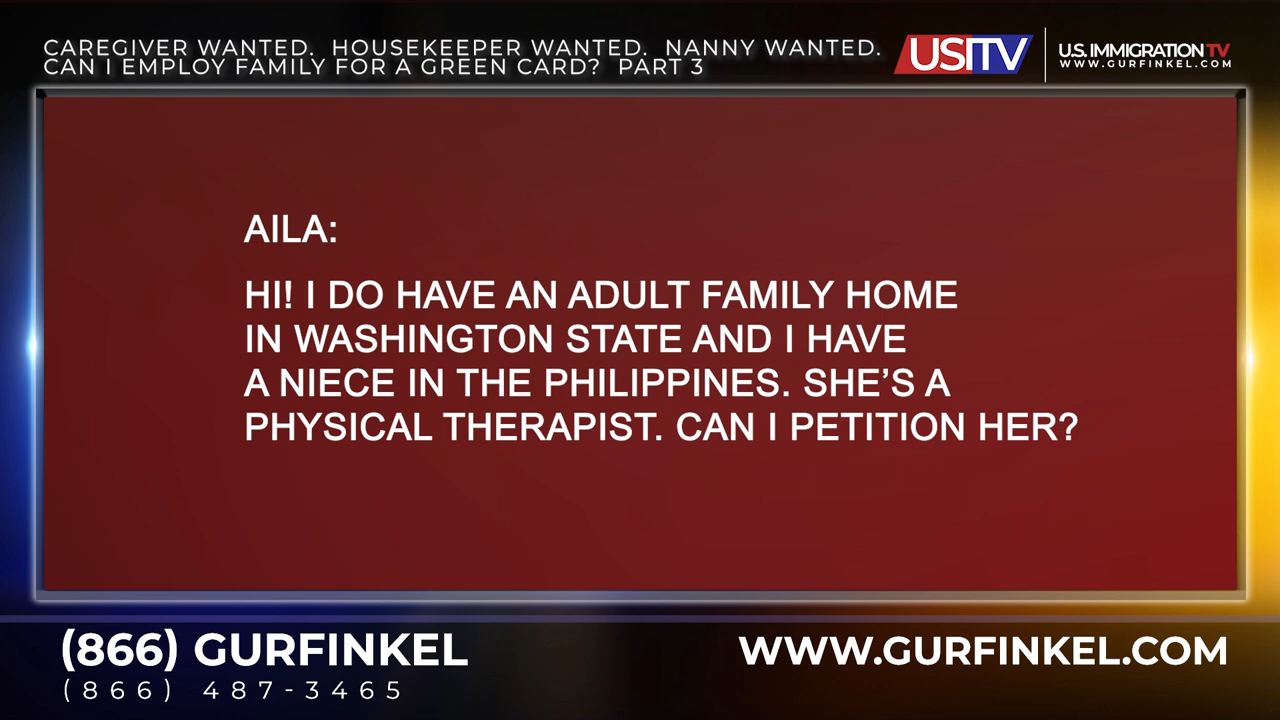 CAREGIVER WANTED. HOUSEKEEPER WANTED. NANNY WANTED.
CAN I EMPLOY FAMILY FOR A GREEN CARD? PART 3
USITV
U.S. IMMIGRATION TV
WWW.GURFINKEL.COM
AILA:
HI! I DO HAVE AN ADULT FAMILY HOME
IN WASHINGTON STATE AND I HAVE
A NIECE IN THE PHILIPPINES. SHE’S A
PHYSICAL THERAPIST. CAN I PETITION HER?
(866) GURFINKEL
(866) 487-3465
WWW.GURFINKEL.COM